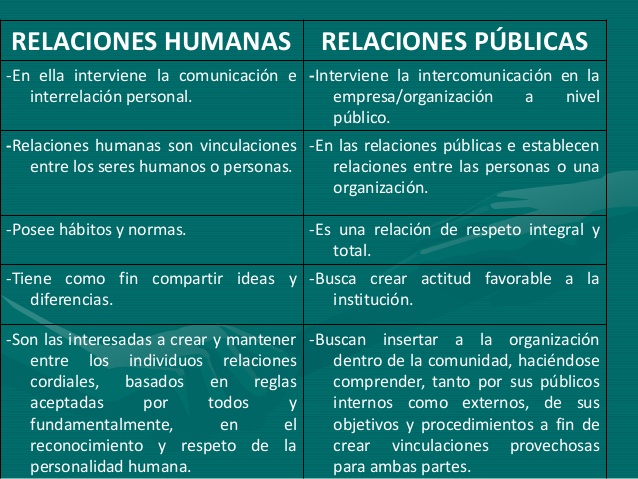 RELACIONES HUMANAS
RELACIONES PÚBLICAS
-En ella interviene la comunicación e
interrelación personal.
-Interviene la intercomunicación en la
empresa/organización a nivel
público.
-Relaciones humanas son vinculaciones
entre los seres humanos o personas.
-En las relaciones públicas e establecen
relaciones entre las personas o una
organización.
-Posee hábitos y normas.
-Es una relación de respeto integral y
total.
-Tiene como fin compartir ideas y
diferencias.
-Busca crear actitud favorable a la
institución.
-Son las interesadas a crear y mantener
entre los individuos relaciones
cordiales, basados en reglas
aceptadas por todos y
fundamentalmente, en el
reconocimiento y respeto de la
personalidad humana.
-Buscan insertar a la organización
dentro de la comunidad, haciéndose
comprender, tanto por sus públicos
internos como externos, de sus
objetivos y procedimientos a fin de
crear vinculaciones provechosas
para ambas partes.